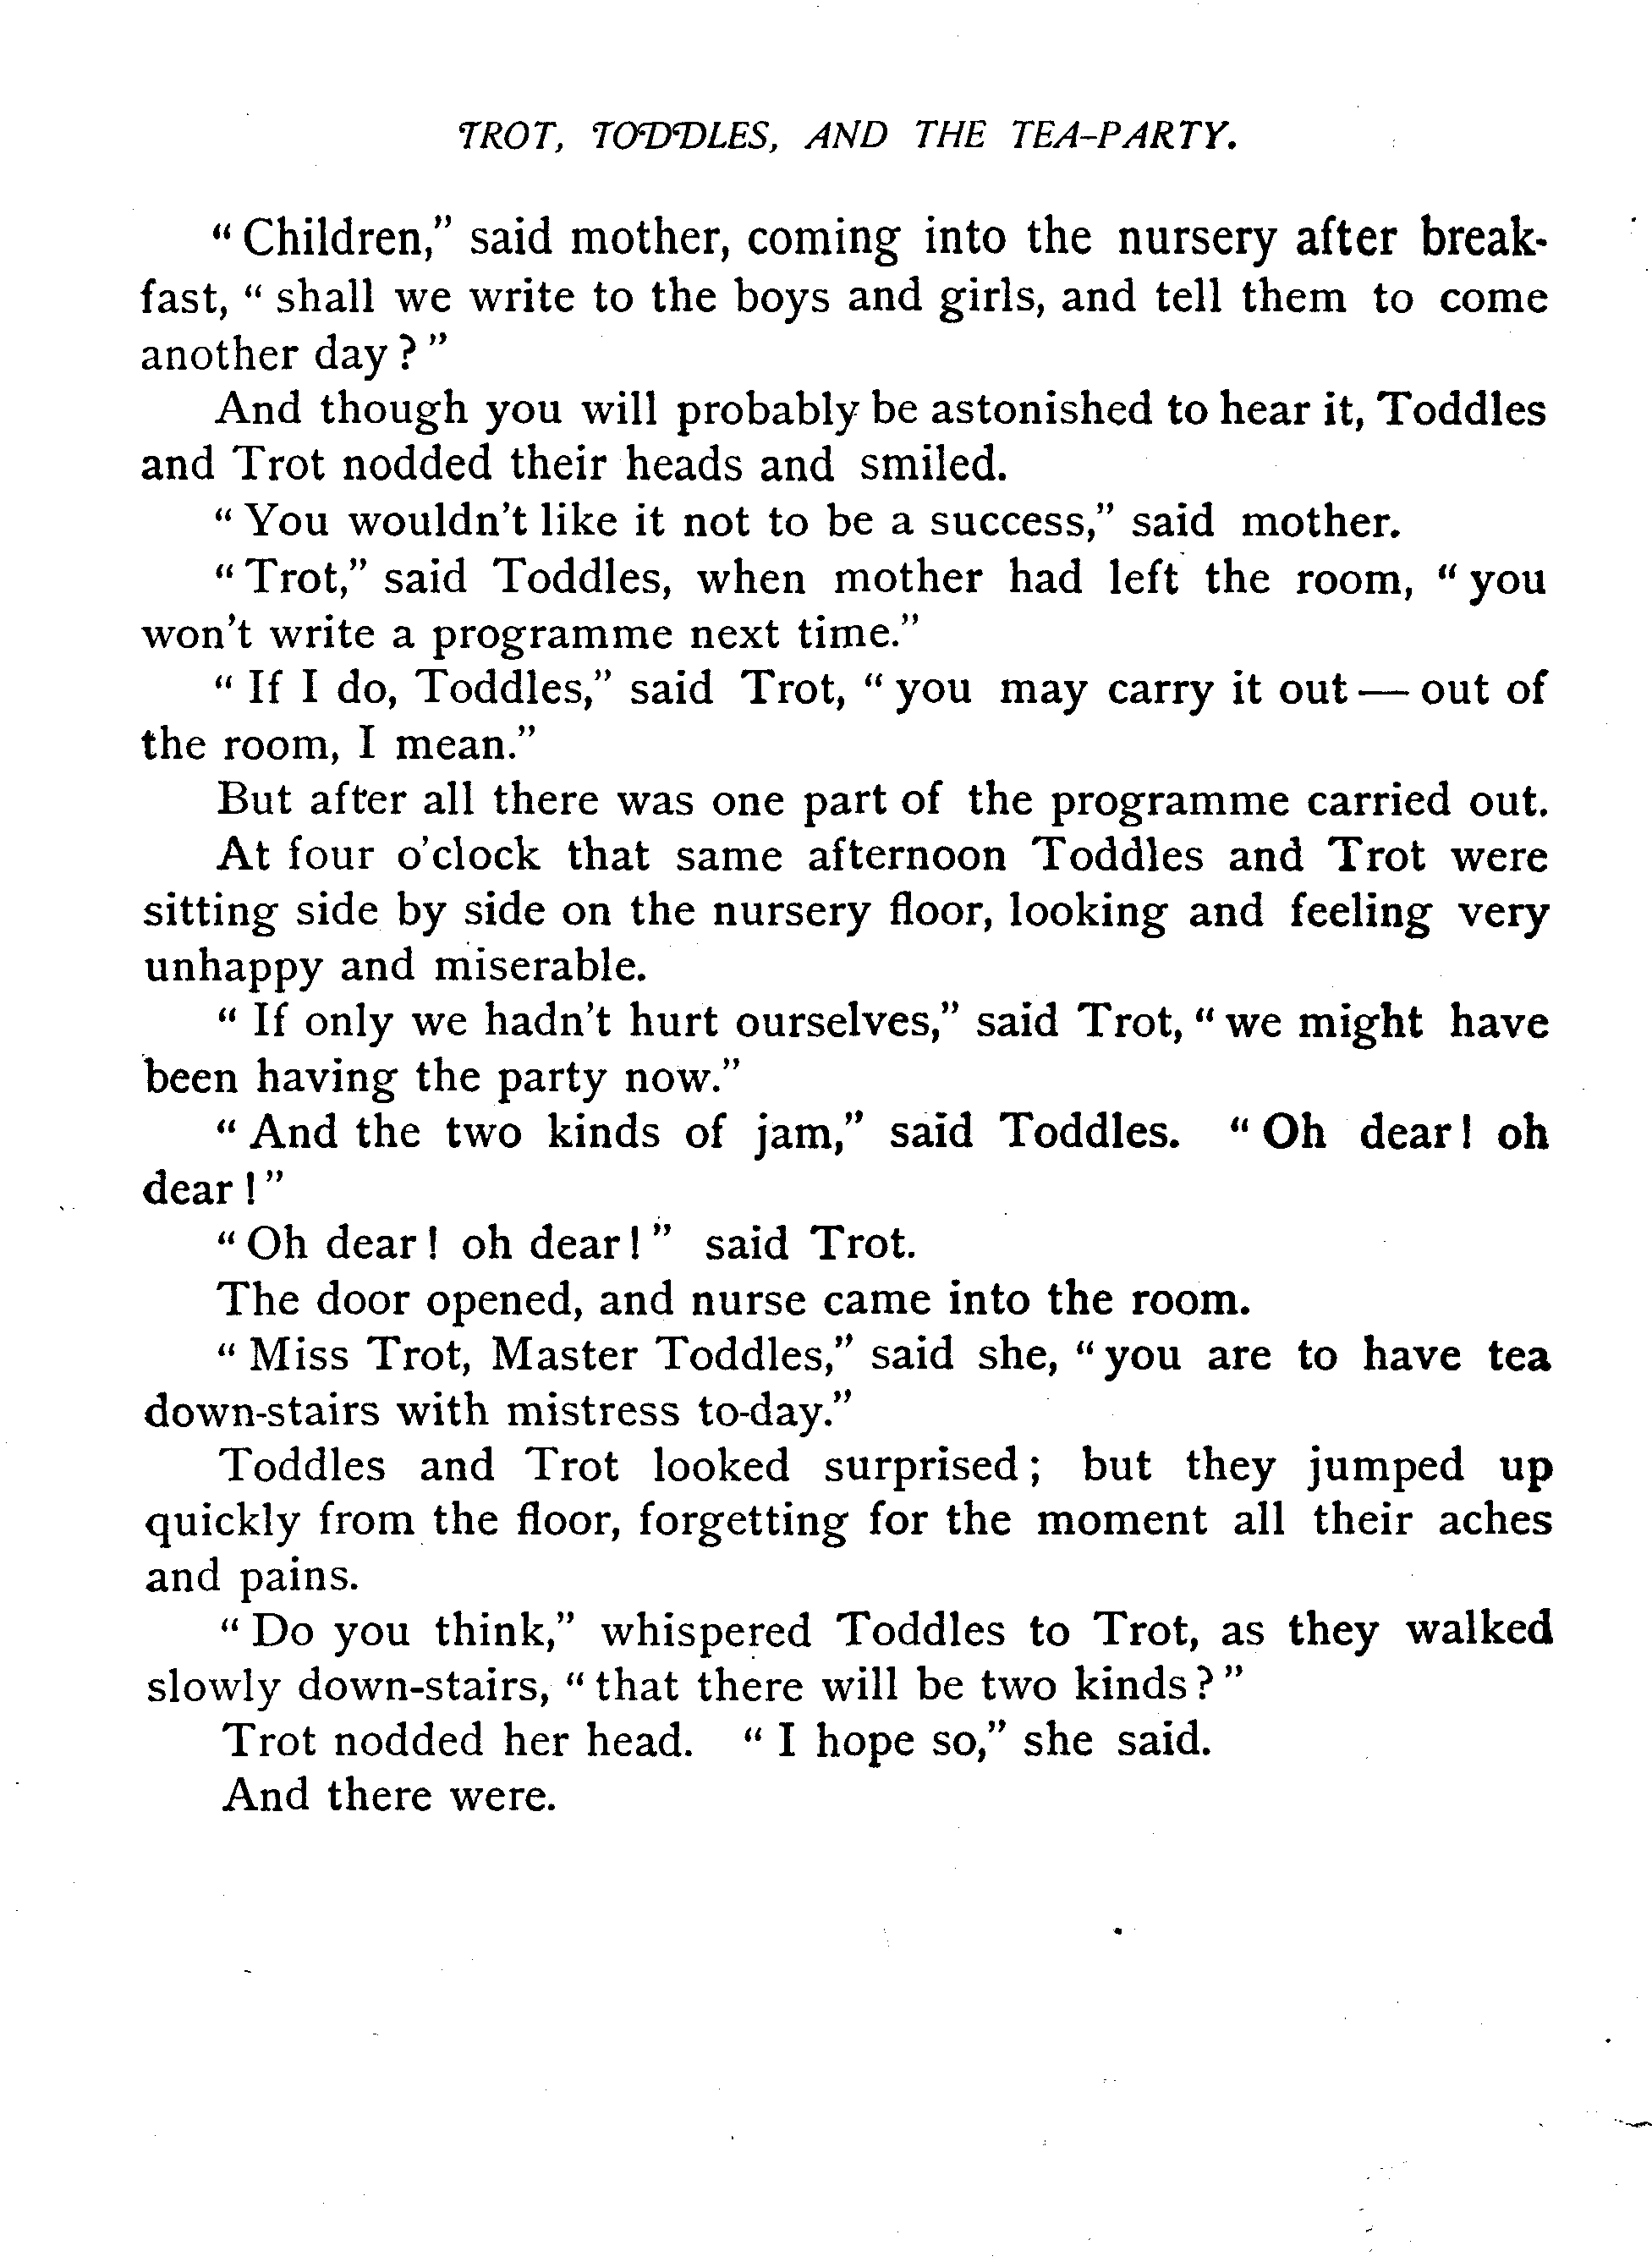 TROT, TODDLES, AND THE TEA-PARTY.
“Children,” said mother, coming into the nursery after break-
fast, “shall we write to the boys and girls, and tell them to come
another day?”
And though you will probably be astonished to hear it, Toddles
and Trot nodded their heads and smiled.
“You wouldn't like it not to be a success,” said mother.
“Trot,” said Toddles, when mother had left the room, “you
won't write a programme next time.”
“If I do, Toddles,” said Trot, “you may carry it out — out of
the room, I mean.”
But after all there was one part of the programme carried out.
At four o'clock that same afternoon Toddles and Trot were
sitting side by side on the nursery floor, looking and feeling very
unhappy and miserable.
“If only we hadn't hurt ourselves,” said Trot, “we might have
been having the party now.”
“And the two kinds of jam,” said Toddles. “Oh dear! oh
dear!”
“Oh dear! oh dear!” said Trot.
The door opened, and nurse came into the room.
“Miss Trot, Master Toddles,” said she, “you are to have tea
down-stairs with mistress to-day.”
Toddles and Trot looked surprised; but they jumped up
quickly from the floor, forgetting for the moment all their aches
and pains.
“Do you think,” whispered Toddles to Trot, as they walked
slowly down-stairs, “that there will be two kinds?”
Trot nodded her head. “I hope so,” she said.
And there were.